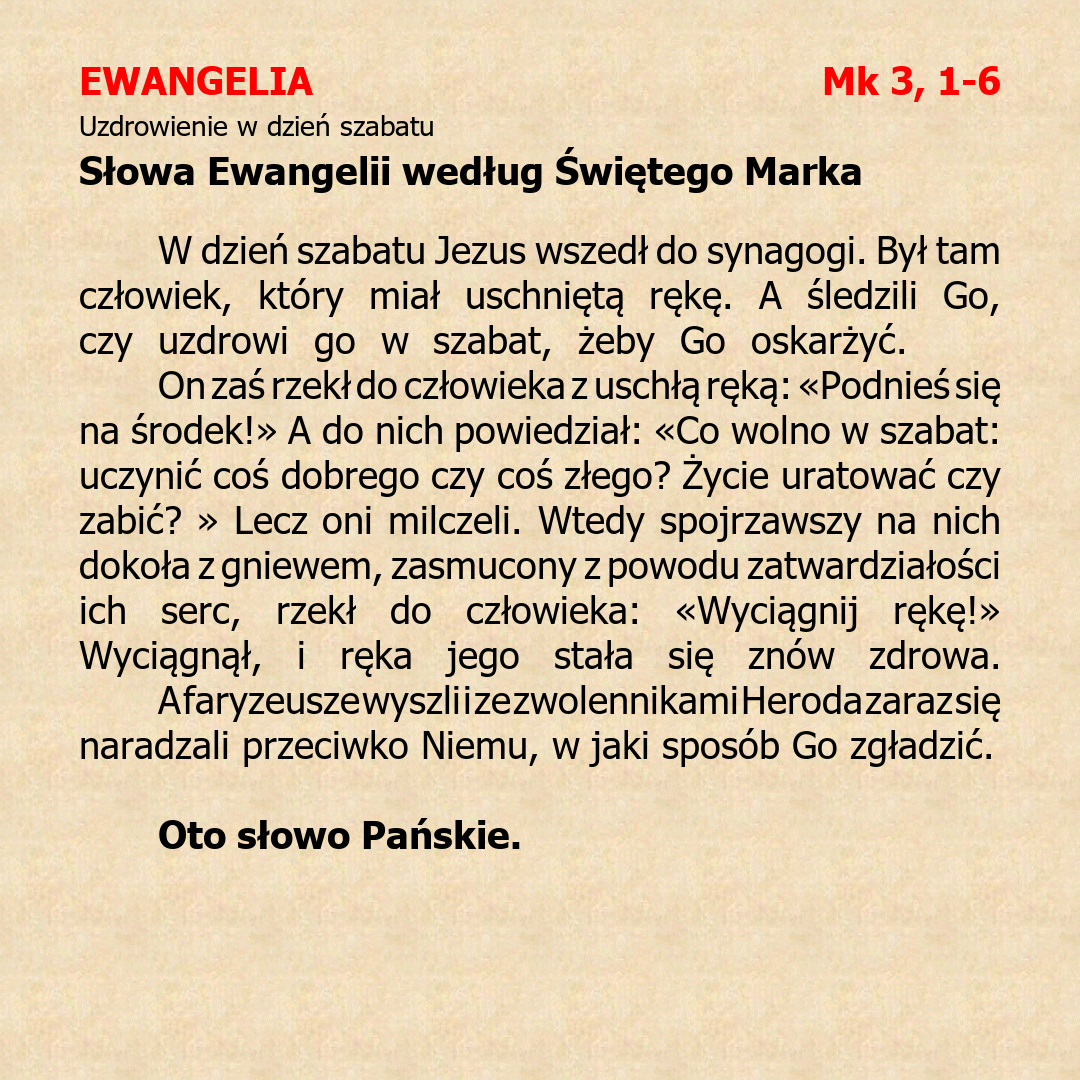 EWANGELIA Mk 3, 1-6
Uzdrowienie w dzień szabatu
Słowa Ewangelii według Świętego Marka
W dzień szabatu Jezus wszedł do synagogi. Był tam
człowiek, który miał uschniętą rękę. A śledzili Go,
czy uzdrowi go w szabat, żeby Go oskarżyć.
On zaś rzekł do człowieka z uschłą ręką: «Podnieś się
na środek!» A do nich powiedział: «Co wolno w szabat:
uczynić coś dobrego czy coś złego? Życie uratować czy
zabić? » Lecz oni milczeli. Wtedy spojrzawszy na nich
dokoła z gniewem, zasmucony z powodu zatwardziałości
ich serc, rzekł do człowieka: «Wyciągnij rękę!»
Wyciągnął, i ręka jego stała się znów zdrowa.
A faryzeusze wyszli i ze zwolennikami Heroda zaraz się
naradzali przeciwko Niemu, w jaki sposób Go zgładzić.
Oto słowo Pańskie.